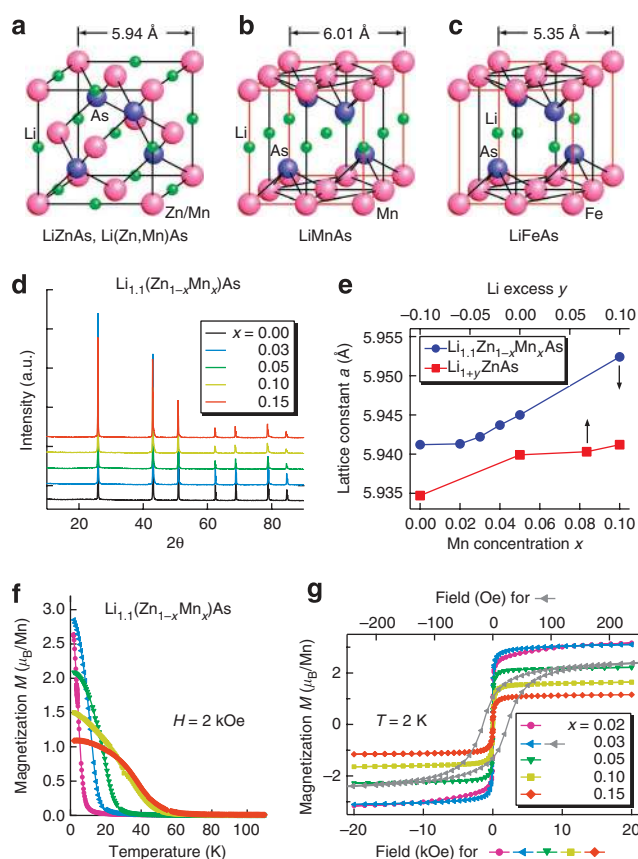 a b c
5.94 Å 6.01 Å 5.35 Å
As
Li Li Li
As As
Zn/Mn Mn Fe
LiZnAs, Li(Zn,Mn)As LiMnAs LiFeAs
d
Li1.1(Zn1–xMnx)As
x = 0.00
0.03
0.05
0.10
0.15
Intensity (a.u.)
20 40 60 80
2θ
e
Li excess y
–0.10 –0.05 0.00 0.05 0.10
5.955
5.950
5.945
5.940
5.935
Lattice constant a (Å)
Li1.1Zn1–xMnxAs
Li1+yZnAs
0.00 0.02 0.04 0.06 0.08 0.10
Mn concentration x
f
Li1.1(Zn1–xMnx)As
3.0
2.5
2.0
1.5
1.0
0.5
0.0
Magnetization M (μB/Mn)
H = 2 kOe
0 20 40 60 80 100
Temperature (K)
g
Field (Oe) for
–200 –100 0 100 200
2
0
–2
–4
Magnetization M (μB/Mn)
T = 2 K
x = 0.02
0.03
0.05
0.10
0.15
–20 –10 0 10 20
Field (kOe) for